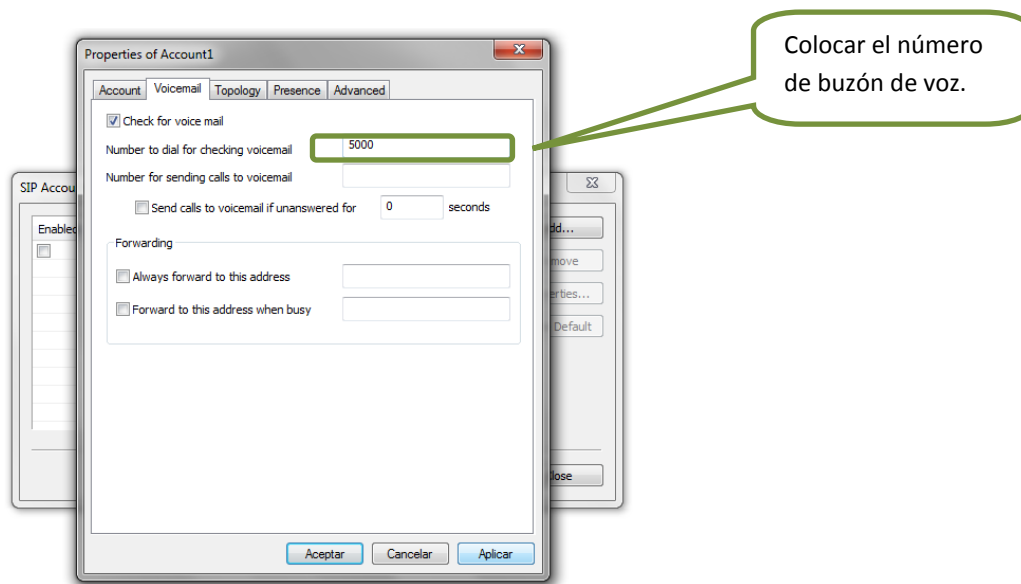 Colocar el número
de buzón de voz.
Properties of Account1
Account Voicemail Topology Presence Advanced
Check for voice mail
Number to dial for checking voicemail 5000
Number for sending calls to voicemail
Send calls to voicemail if unanswered for 0 seconds
Forwarding
Always forward to this address
Forward to this address when busy
Aceptar Cancelar Aplicar
SIP Accou
Enabled
dd...
move
erties...
Default
lose